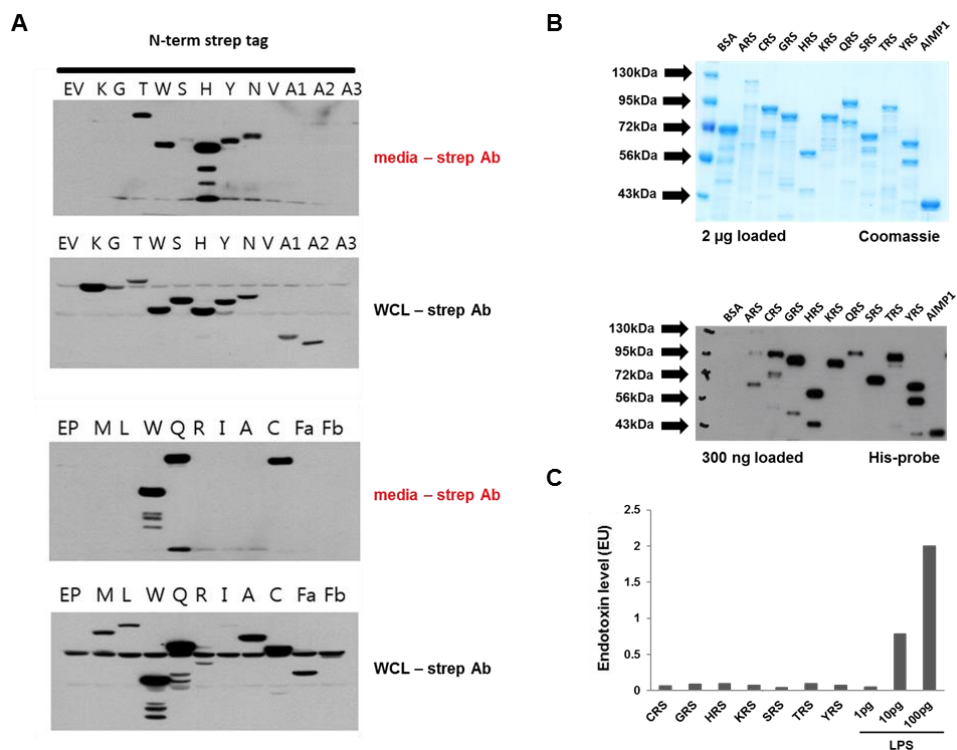 A
N-term strep tag
EV K G T W S H Y N V A1 A2 A3
media – strep Ab
EV K G T W S H Y N V A1 A2 A3
WCL – strep Ab
EP M L W Q R I A C Fa Fb
media – strep Ab
EP M L W Q R I A C Fa Fb
WCL – strep Ab
B
BSA ARS CRS GRS HRS KRS QRS SRS TRS YRS AIMP1
130kDa
95kDa
72kDa
56kDa
43kDa
2 µg loaded Coomassie
BSA ARS CRS GRS HRS KRS QRS SRS TRS YRS AIMP1
130kDa
95kDa
72kDa
56kDa
43kDa
300 ng loaded His-probe
C
Endotoxin level (EU)
2.5
2
1.5
1
0.5
0
CRS GRS HRS KRS SRS TRS YRS 1pg 10pg 100pg
LPS